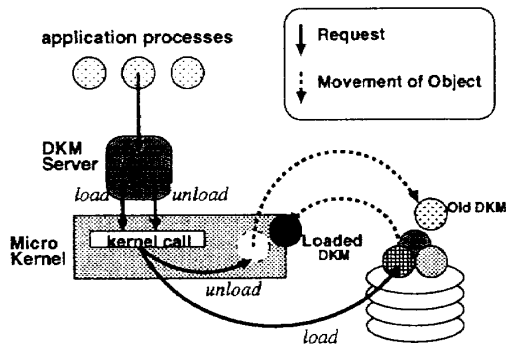 application processes
Request
Movement of Object
DKM
Server
load
unload
Old DKM
Micro
Kernel
kernel call
Loaded
DKM
unload
load